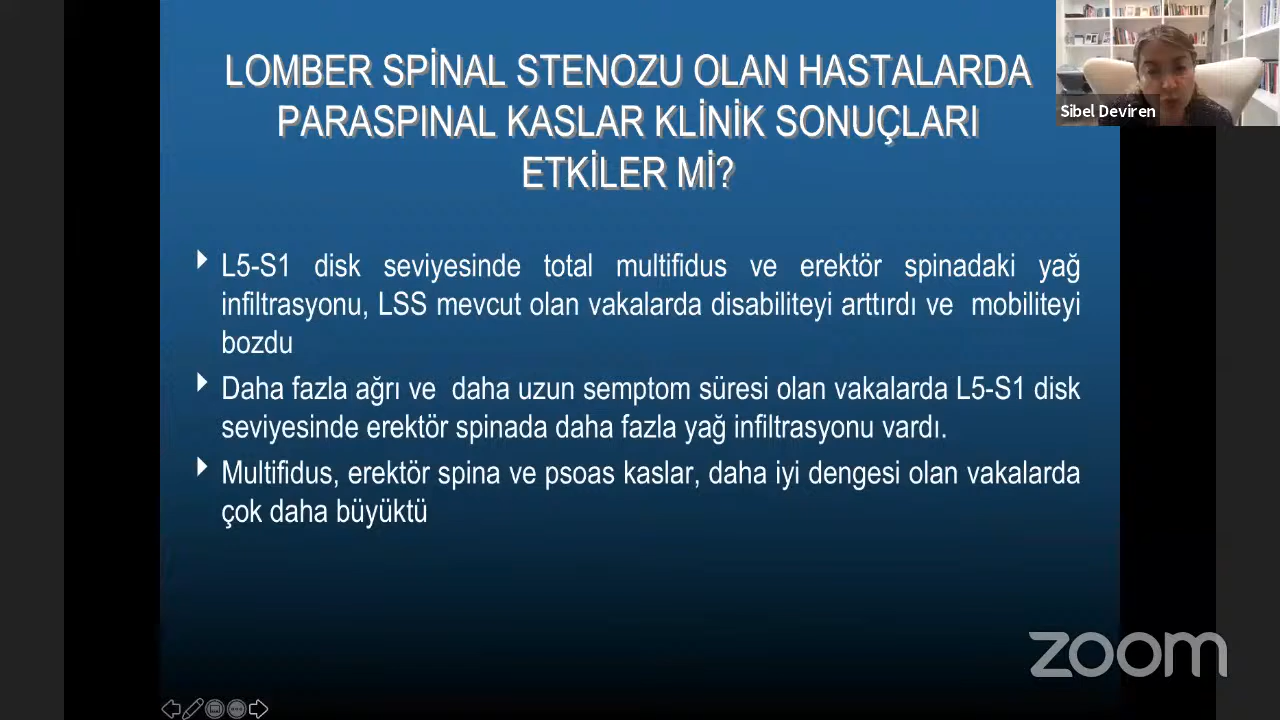 LOMBER SPİNAL STENOZU OLAN HASTALARDA
PARASPINAL KASLAR KLİNİK SONUÇLARI
ETKİLER Mİ?
Sibel Deviren
L5-S1 disk seviyesinde total multifidus ve erektör spinadaki yağ
infiltrasyonu, LSS mevcut olan vakalarda disabiliteyi arttırdı ve mobiliteyi
bozdu
Daha fazla ağrı ve daha uzun semptom süresi olan vakalarda L5-S1 disk
seviyesinde erektör spinada daha fazla yağ infiltrasyonu vardı.
Multifidus, erektör spina ve psoas kaslar, daha iyi dengesi olan vakalarda
çok daha büyüktü
zoom